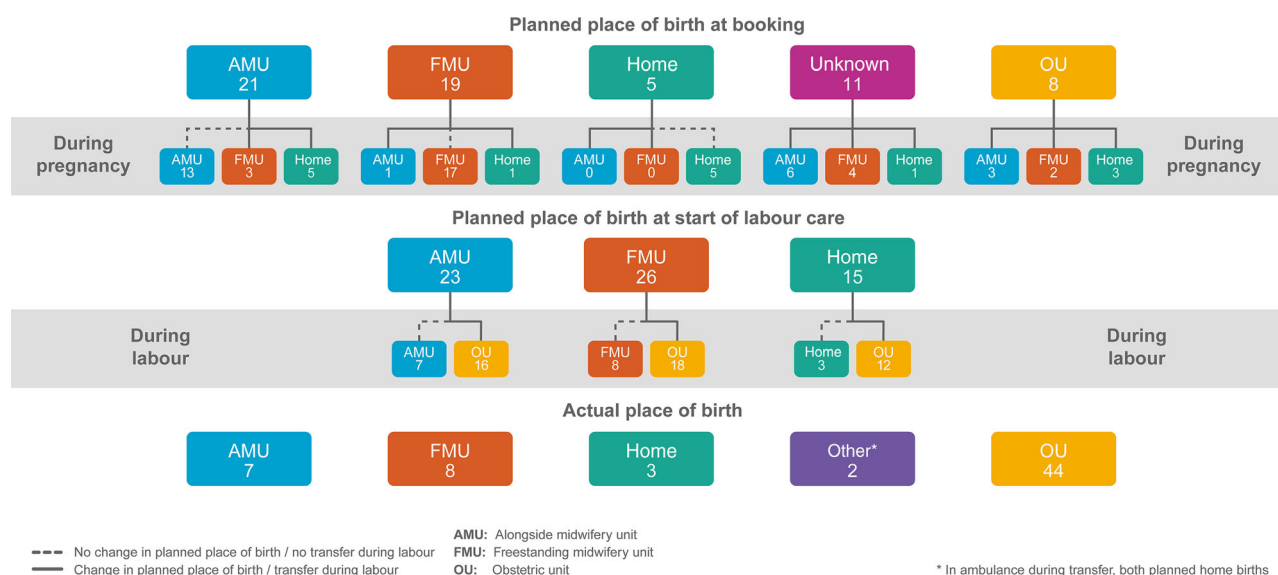 Planned place of birth at booking
AMU
21
FMU
19
Home
5
Unknown
11
OU
8
During
pregnancy
AMU
13
FMU
3
Home
5
AMU
1
FMU
17
Home
1
AMU
0
FMU
0
Home
5
AMU
6
FMU
4
Home
1
AMU
3
FMU
2
Home
3
During
pregnancy
Planned place of birth at start of labour care
AMU
23
FMU
26
Home
15
During
labour
AMU
7
OU
16
FMU
8
OU
18
Home
3
OU
12
During
labour
Actual place of birth
AMU
7
FMU
8
Home
3
Other*
2
OU
44
No change in planned place of birth / no transfer during labour
Change in planned place of birth / transfer during labour
AMU: Alongside midwifery unit
FMU: Freestanding midwifery unit
OU: Obstetric unit
* In ambulance during transfer, both planned home births